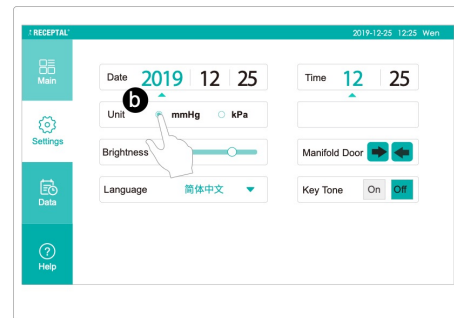 RECEPTAL 2019-12-25 12:25 Wen
Main
Date 2019 12 25 Time 12 25
b
Unit mmHg kPa
Settings
Brightness Manifold Door
Language 简体中文 Key Tone On Off
Data
Help